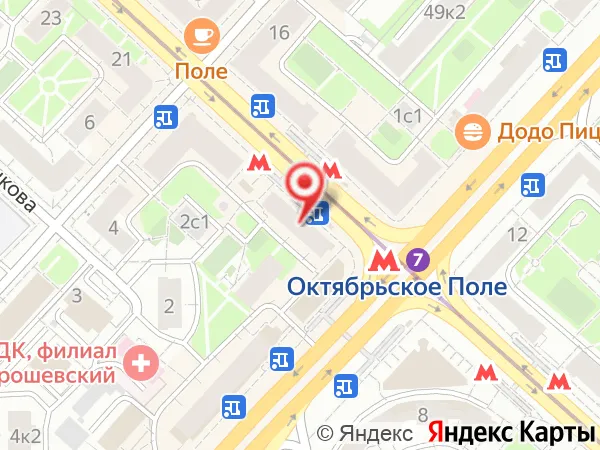 23
16
49к2
21
Поле
1с1
6
Додо Пиц
кова
4
2с1
7
12
Октябрьское Поле
3
2
ДК, филиал
рошевский
8
4к2
© Яндекс Яндекс Карты